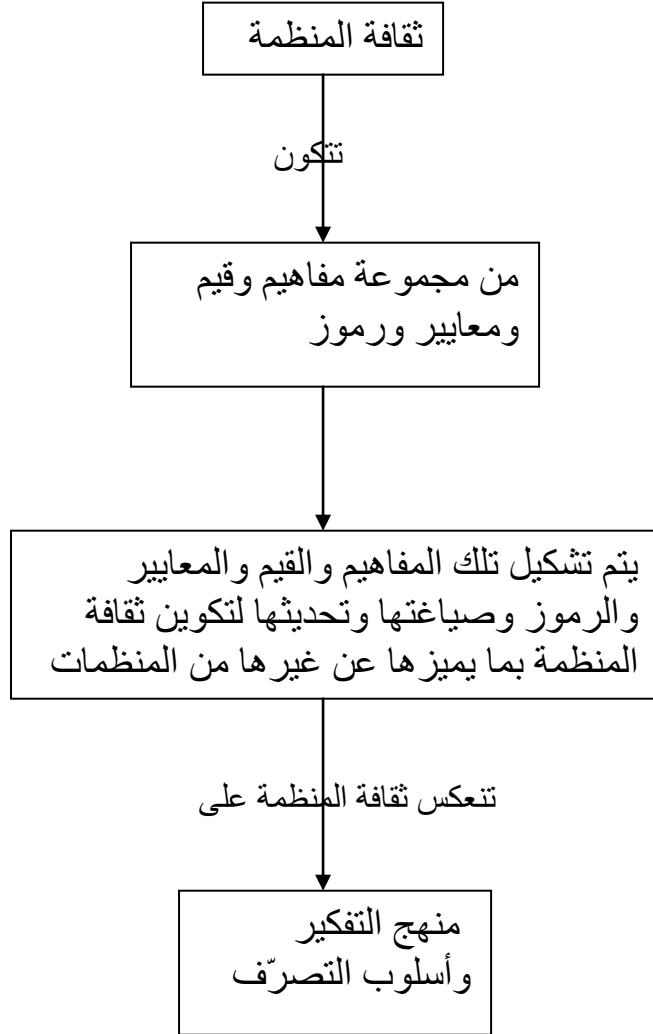 ثقافة المنظمة
تتكون
من مجموعة مفاهيم وقيم
ومعايير ورموز
يتم تشكيل تلك المفاهيم والقيم والمعايير
والرموز وصياغتها وتحديثها لتكوين ثقافة
المنظمة بما يميزها عن غيرها من المنظمات
تنعكس ثقافة المنظمة على
منهج التفكير
وأسلوب التصرّف